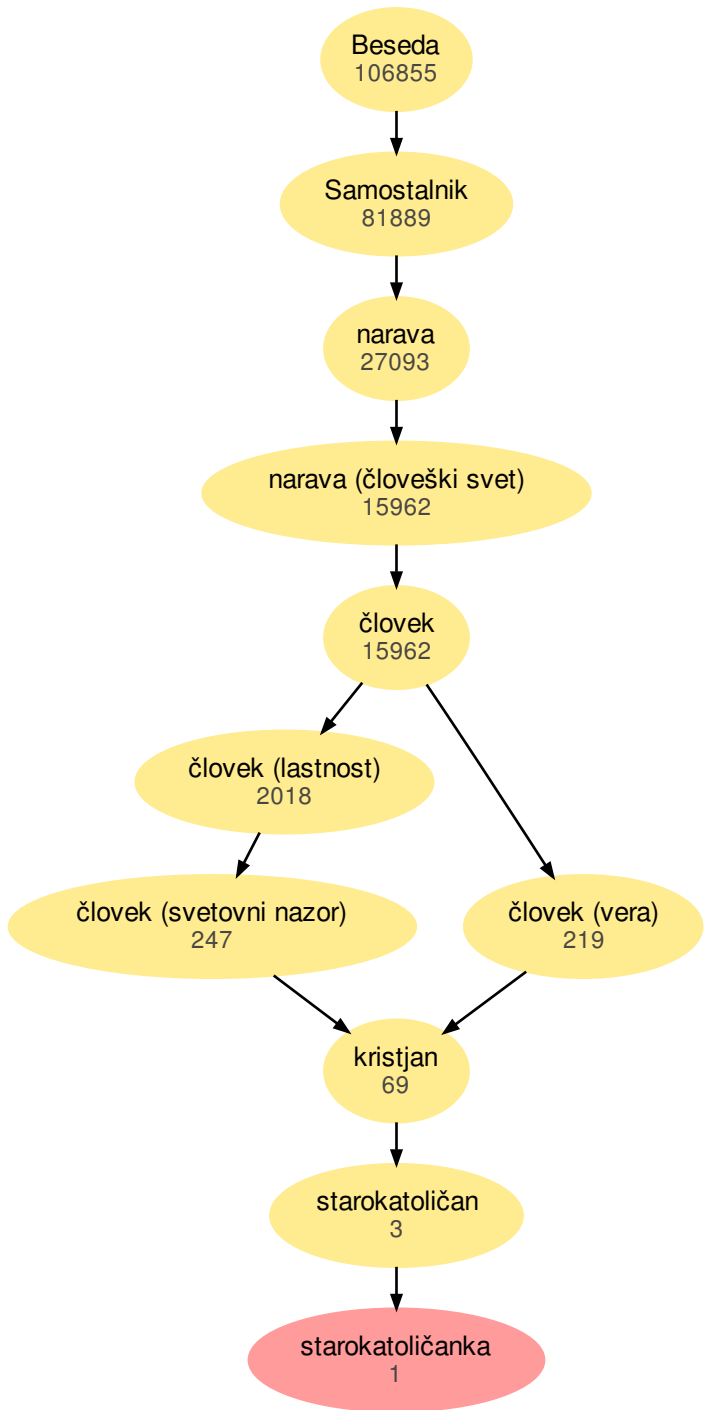 Beseda
106855
Samostalnik
81889
narava
27093
narava (človeški svet)
15962
človek
15962
človek (lastnost)
2018
človek (svetovni nazor)
247
človek (vera)
219
kristjan
69
starokatoličan
3
starokatoličanka
1